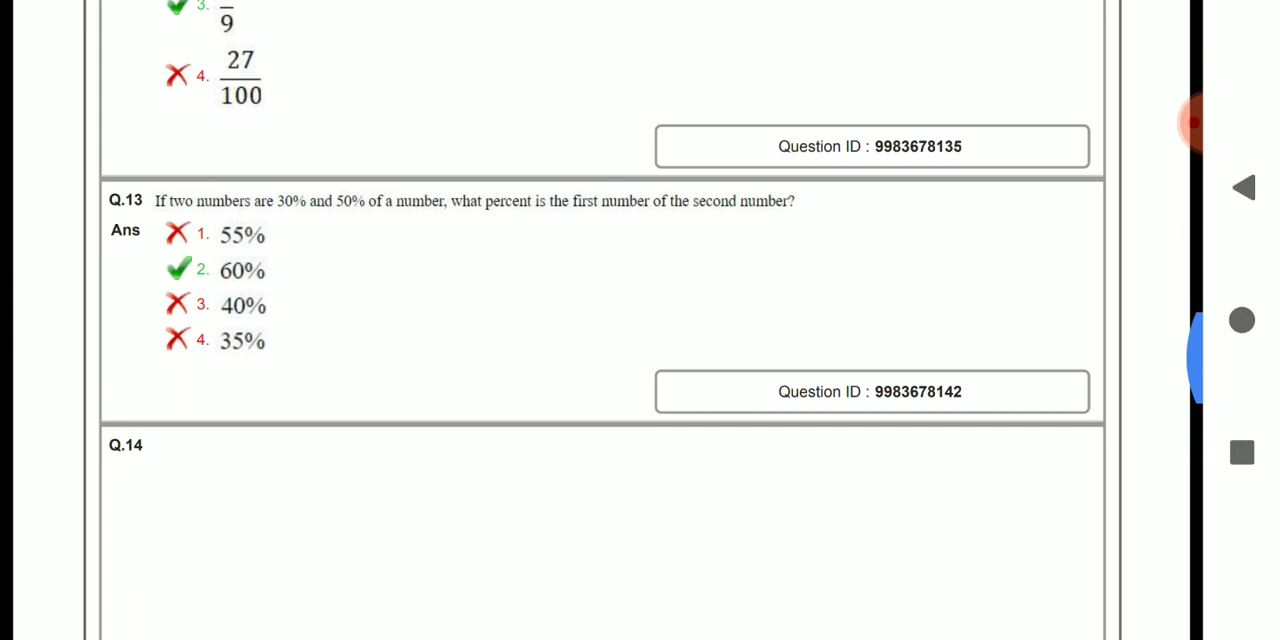 3.
9
4. 27
100
Question ID : 9983678135
Q.13 If two numbers are 30% and 50% of a number, what percent is the first number of the second number?
Ans 1. 55%
2. 60%
3. 40%
4. 35%
Question ID : 9983678142
Q.14